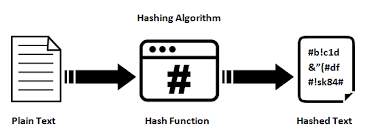 Hashing Algorithm
#
#b!c1d
&"(#df
#!sk84#
Plain Text
Hash Function
Hashed Text